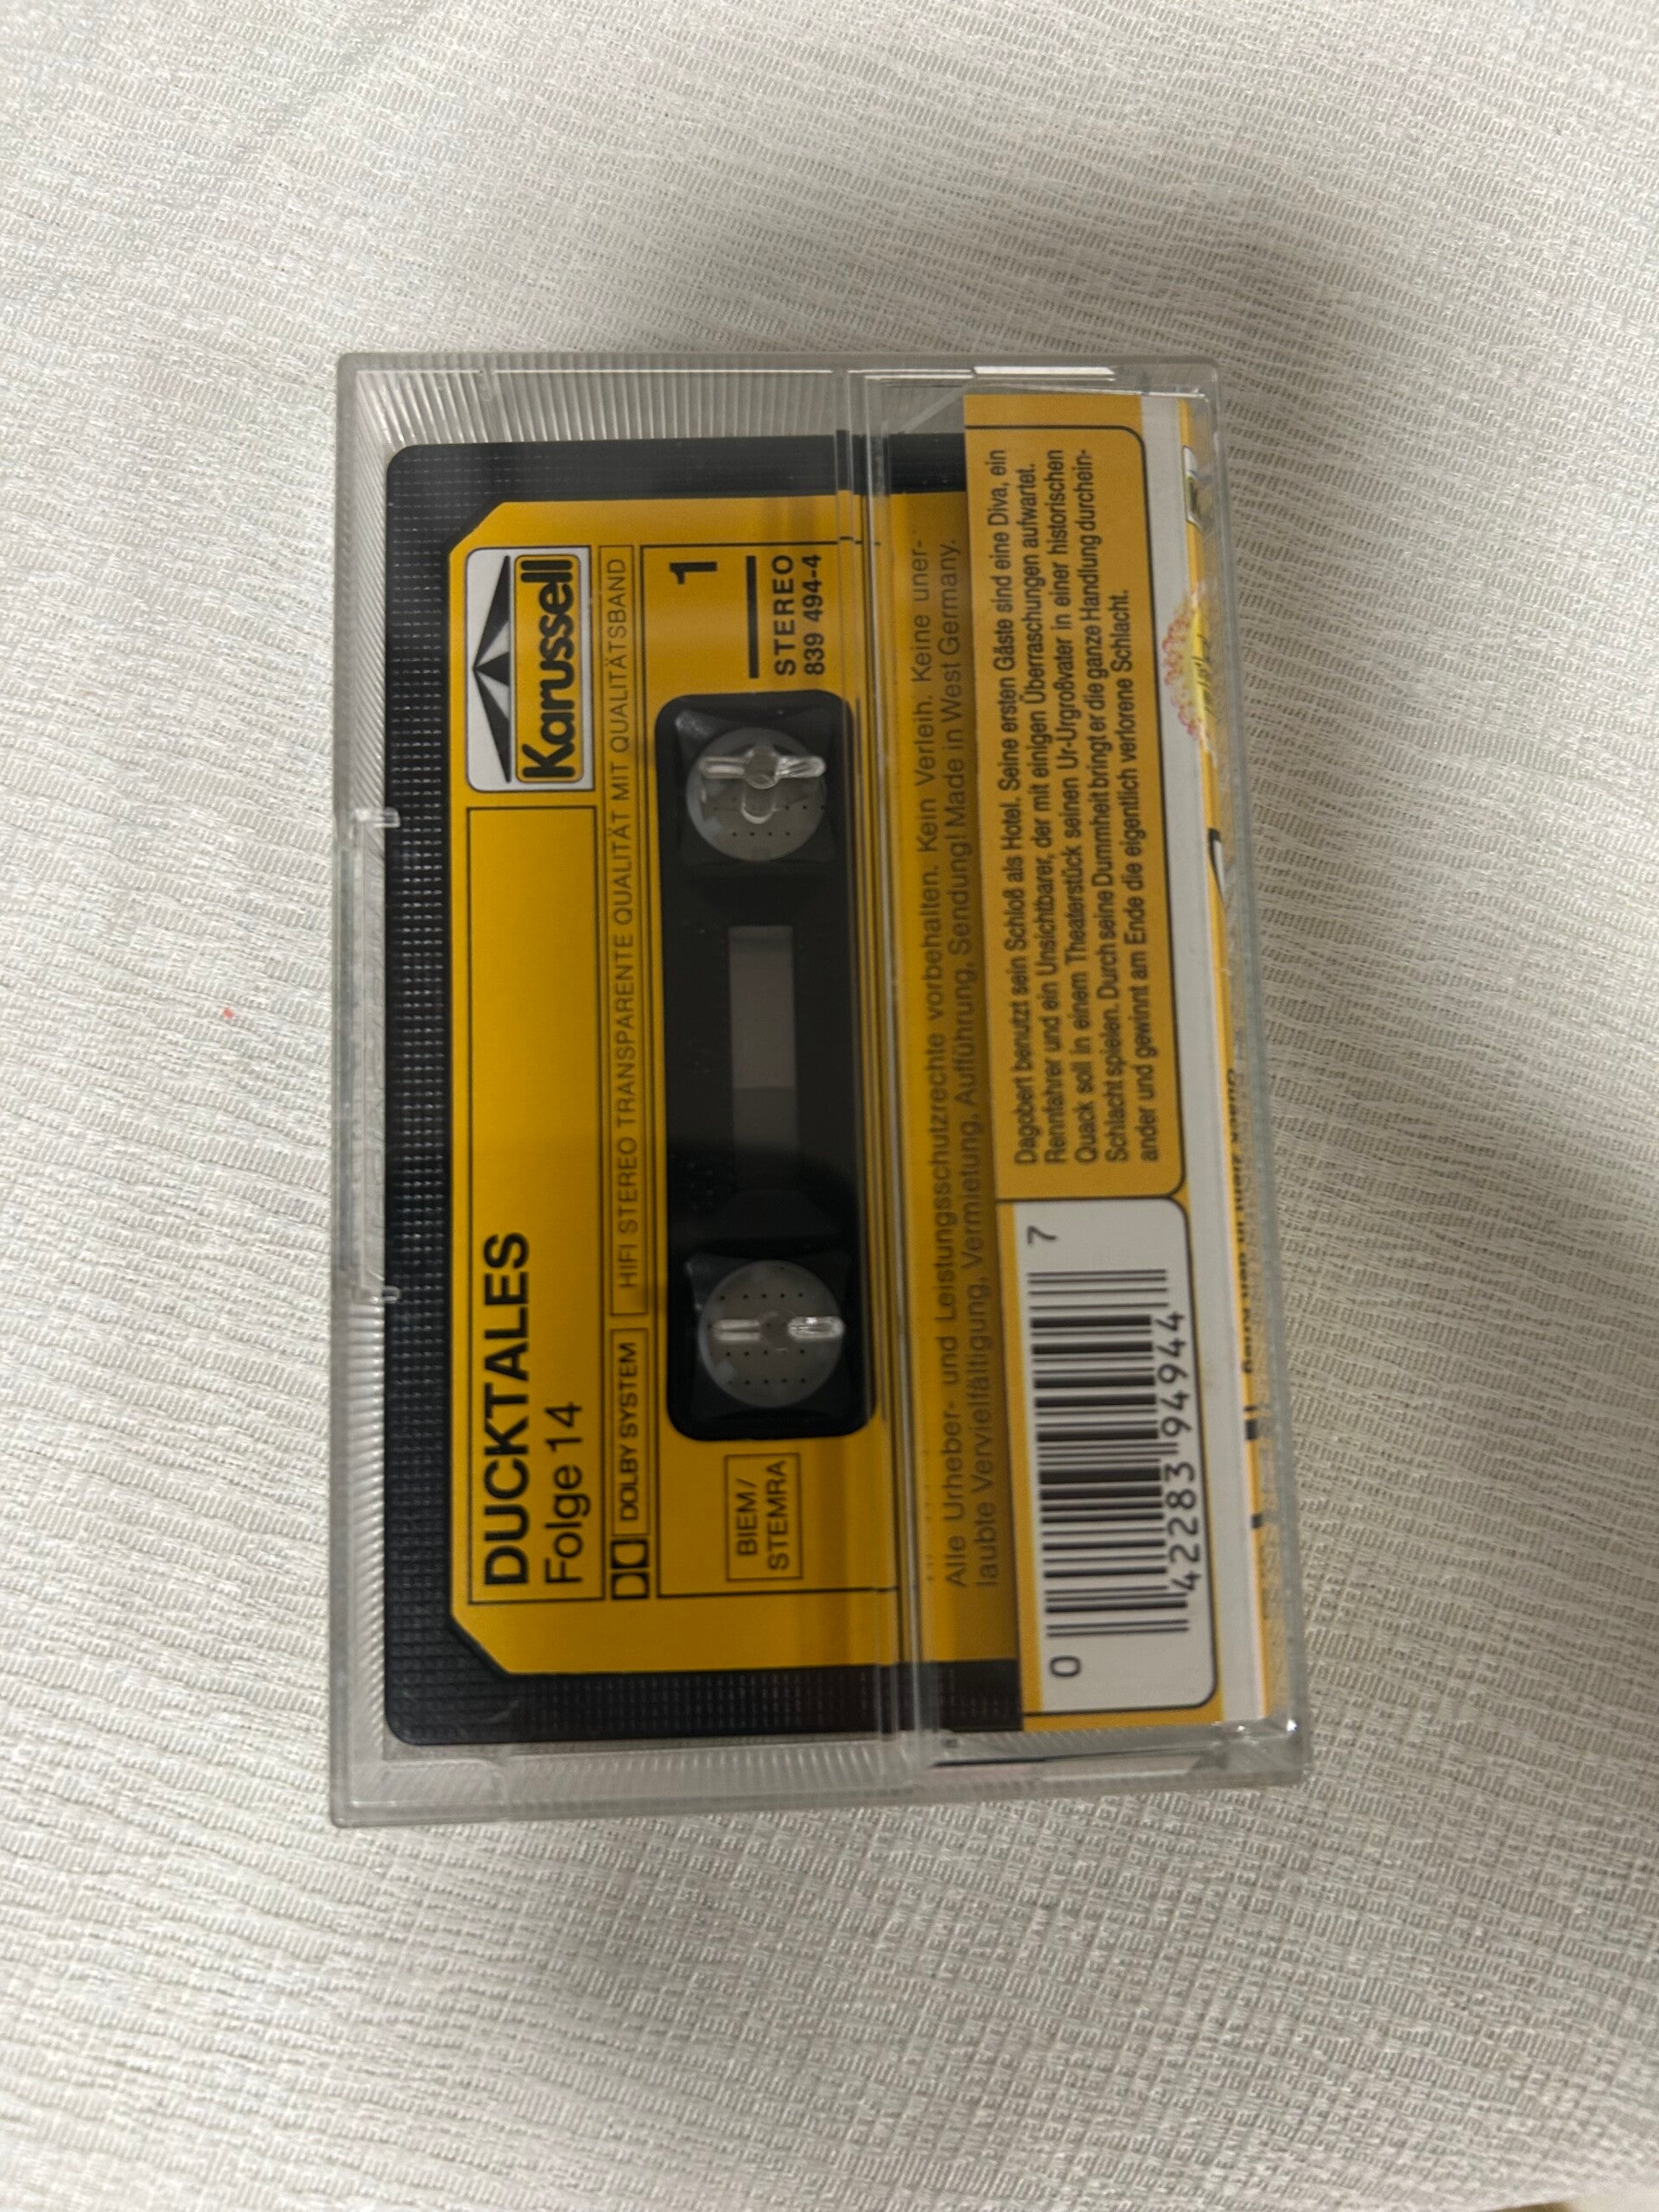 DUCKTALES
Folge 14
Karussell
DOLBY SYSTEM
HIFI STEREO TRANSPARENTE QUALITÄT MIT QUALITÄTSBAND
BIEM/
STEMRA
1
STEREO
839 494-4
Alle Urheber- und Leistungsschutzrechte vorbehalten. Kein Verleih. Keine uner-
laubte Vervielfältigung, Vermietung, Aufführung, Sendung! Made in West Germany.
0 42283 94944 7
Dagobert benutzt sein Schloß als Hotel. Seine ersten Gäste sind eine Diva, ein
Rennfahrer und ein Unsichtbarer, der mit einigen Überraschungen aufwartet.
Quack soll in einem Theaterstück seinen Ur-Urgroßvater in einer historischen
Schlacht spielen. Durch seine Dummheit bringt er die ganze Handlung durchein-
ander und gewinnt am Ende die eigentlich verlorene Schlacht.